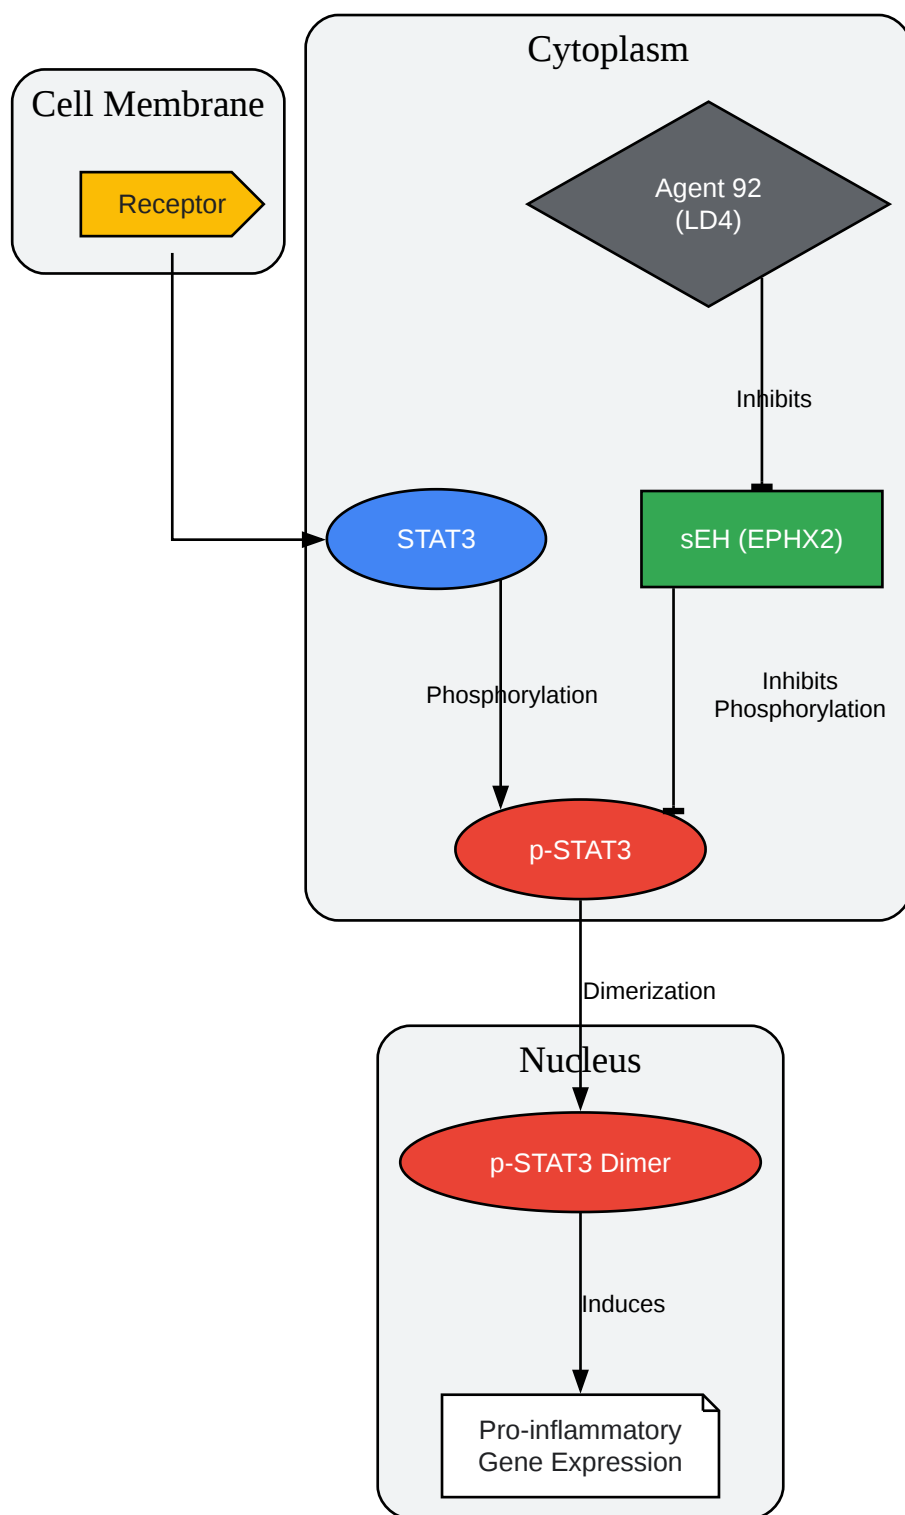 Cytoplasm
Cell Membrane
Receptor
Agent 92
(LD4)
Inhibits
STAT3
sEH (EPHX2)
Phosphorylation
Inhibits
Phosphorylation
p-STAT3
Dimerization
Nucleus
p-STAT3 Dimer
Induces
Pro-inflammatory
Gene Expression